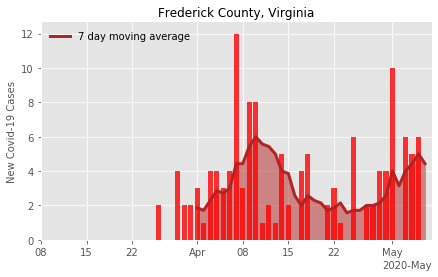 Frederick County, Virginia
7 day moving average
New Covid-19 Cases
12
10
8
6
4
2
0
08 15 22 Apr 08 15 22 May
2020-May